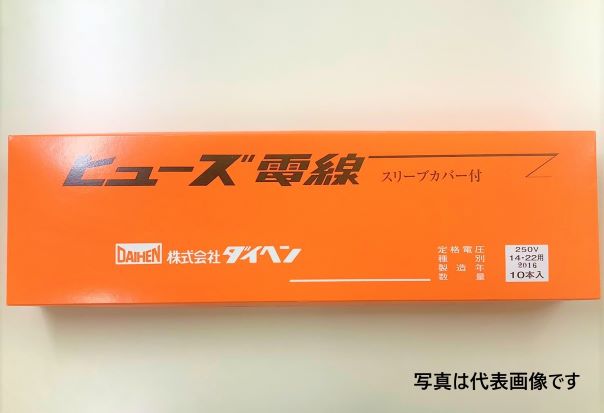 ヒューズ電線
スリーブカバー付
DAIHEN 株式会社ダイヘン
定格電圧 250V
種別 14・22用
製造年 2016
数量 10本入
写真は代表画像です